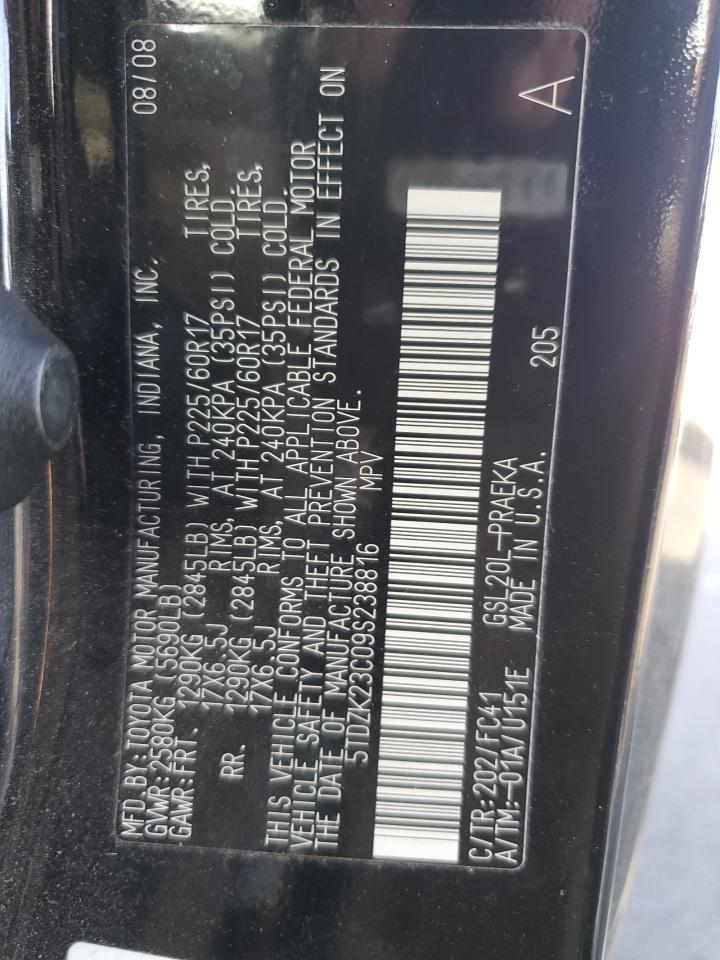 MFD.BY:TOYOTA MOTOR MANUFACTURING, INDIANA, INC. 08/08
GVWR:2580KG (5690LB)
GAWR:FRT. 1290KG (2845LB) WITH P225/60R17 TIRES,
17X6.5J RIMS, AT 240KPA (35PSI) COLD
RR. 1290KG (2845LB) WITH P225/60R17 TIRES,
17X6.5J RIMS, AT 240KPA (35PSI) COLD
THIS VEHICLE CONFORMS TO ALL APPLICABLE FEDERAL MOTOR
VEHICLE SAFETY AND THEFT PREVENTION STANDARDS IN EFFECT ON
THE DATE OF MANUFACTURE SHOWN ABOVE.
5TDZK23C09S238816 MPV
C/TR:202/FC41 GSL20L-PRAEKA
A/TM:-01A/U151E MADE IN U.S.A. 205 A